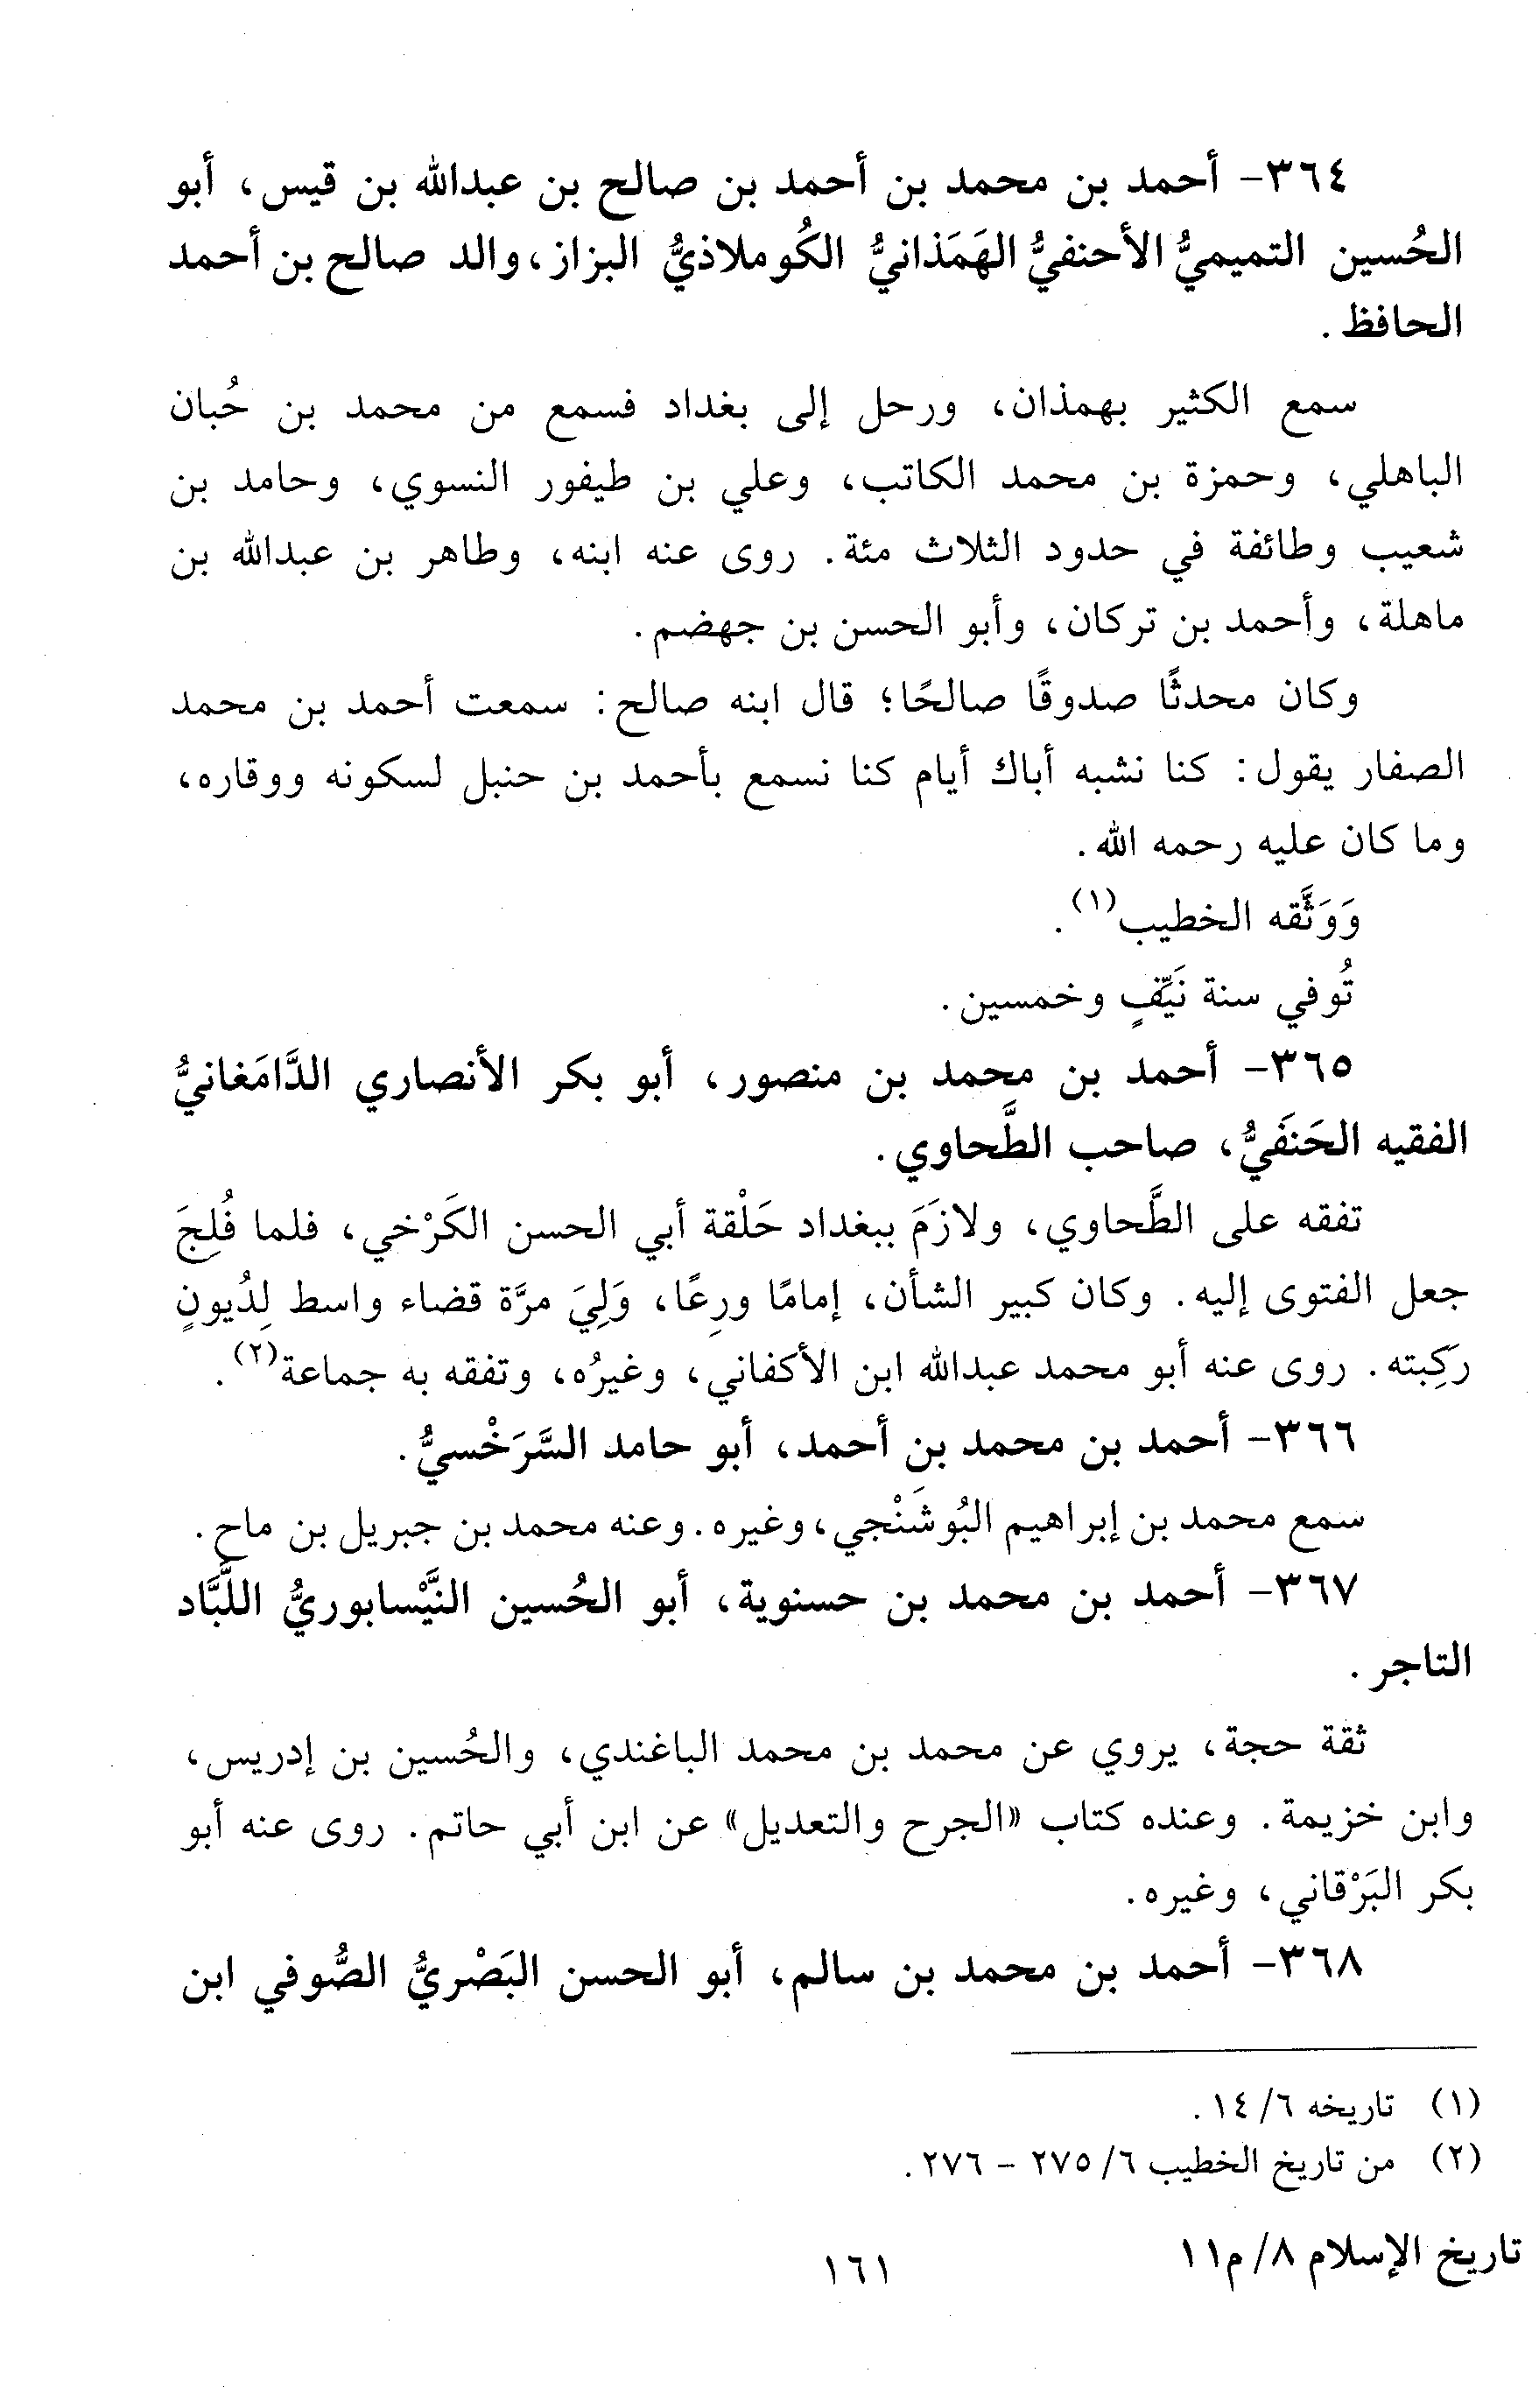 ٣٦٤- أحمد بن محمد بن أحمد بن صالح بن عبدالله بن قيس، أبو
الحُسين التميميُّ الأحنفيُّ الهَمَذانيُّ الكُوملاذيُّ البزاز، والد صالح بن أحمد
الحافظ.
سمع الكثير بهمذان، ورحل إلى بغداد فسمع من محمد بن حُبان
الباهلي، وحمزة بن محمد الكاتب، وعلي بن طيفور النسوي، وحامد بن
شعيب وطائفة في حدود الثلاث مئة. روى عنه ابنه، وطاهر بن عبدالله بن
ماهلة، وأحمد بن تركان، وأبو الحسن بن جهضم.
وكان محدثًا صدوقًا صالحًا؛ قال ابنه صالح: سمعت أحمد بن محمد
الصفار يقول: كنا نشبه أباك أيام كنا نسمع بأحمد بن حنبل لسكونه ووقاره،
وما كان عليه رحمه الله.
وَوَثَّقه الخطيب(١).
تُوفي سنة نَيِّفٍ وخمسين.
٣٦٥- أحمد بن محمد بن منصور، أبو بكر الأنصاري الدَّامَغانيُّ
الفقيه الحَنَفيُّ، صاحب الطَّحاوي.
تفقه على الطَّحاوي، ولازَمَ ببغداد حَلْقة أبي الحسن الكَرْخي، فلما فُلِجَ
جعل الفتوى إليه. وكان كبير الشأن، إمامًا ورِعًا، وَلِيَ مرَّة قضاء واسط لِدُيونٍ
ركِبته. روى عنه أبو محمد عبدالله ابن الأكفاني، وغيرُه، وتفقه به جماعة(٢).
٣٦٦- أحمد بن محمد بن أحمد، أبو حامد السَّرَخْسيُّ.
سمع محمد بن إبراهيم البُوشَنْجي، وغيره. وعنه محمد بن جبريل بن ماح.
٣٦٧- أحمد بن محمد بن حسنوية، أبو الحُسين النَّيْسابوريُّ اللَّبَّاد
التاجر.
ثقة حجة، يروي عن محمد بن محمد الباغندي، والحُسين بن إدريس،
وابن خزيمة. وعنده كتاب «الجرح والتعديل» عن ابن أبي حاتم. روى عنه أبو
بكر البَرْقاني، وغيره.
٣٦٨- أحمد بن محمد بن سالم، أبو الحسن البَصْريُّ الصُّوفي ابن
(١) تاريخه ٦/ ١٤.
(٢) من تاريخ الخطيب ٦/ ٢٧٥ - ٢٧٦.
تاريخ الإسلام ٨/ م١١
١٦١